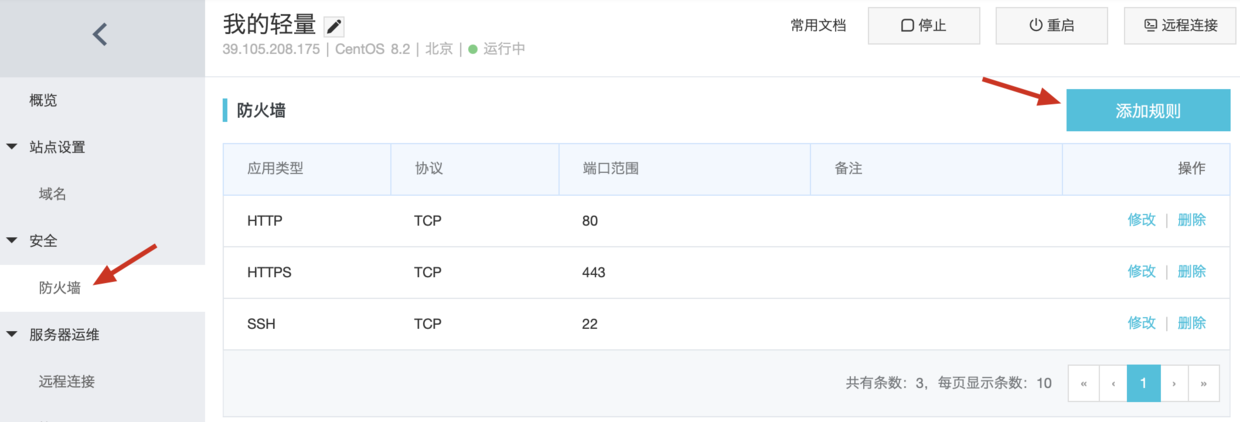 我的轻量
39.105.208.175 | CentOS 8.2 | 北京 | 运行中
常用文档
停止
重启
远程连接
概览
站点设置
域名
安全
防火墙
服务器运维
远程连接
防火墙
添加规则
应用类型 协议 端口范围 备注 操作
HTTP TCP 80 修改 | 删除
HTTPS TCP 443 修改 | 删除
SSH TCP 22 修改 | 删除
共有条数：3，每页显示条数：10 « ‹ 1 › »